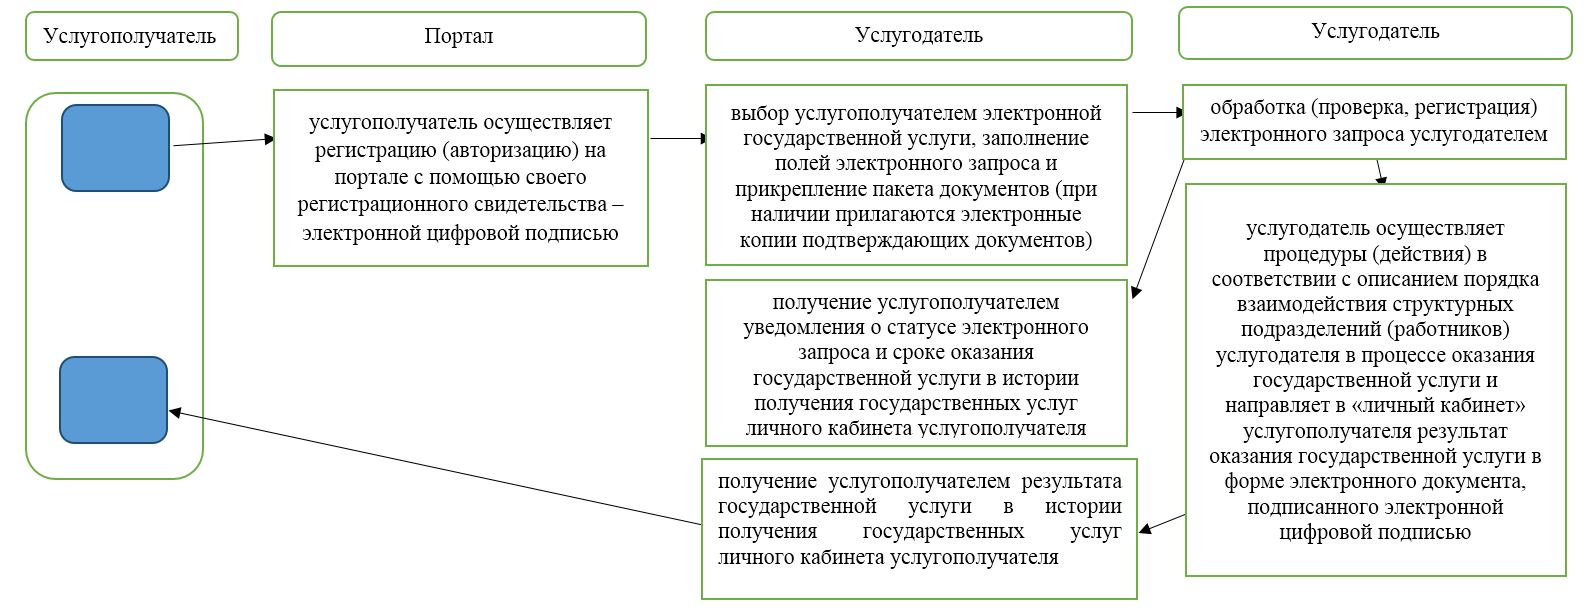 Услугополучатель
Портал
Услугодатель
Услугодатель
услугополучатель осуществляет
регистрацию (авторизацию) на
портале с помощью своего
регистрационного свидетельства –
электронной цифровой подписью
выбор услугополучателем электронной
государственной услуги, заполнение
полей электронного запроса и
прикрепление пакета документов (при
наличии прилагаются электронные
копии подтверждающих документов)
обработка (проверка, регистрация)
электронного запроса услугодателем
получение услугополучателем
уведомления о статусе электронного
запроса и сроке оказания
государственной услуги в истории
получения государственных услуг
личного кабинета услугополучателя
услугодатель осуществляет
процедуры (действия) в
соответствии с описанием порядка
взаимодействия структурных
подразделений (работников)
услугодателя в процессе оказания
государственной услуги и
направляет в «личный кабинет»
услугополучателя результат
оказания государственной услуги в
форме электронного документа,
подписанного электронной
цифровой подписью
получение услугополучателем результата
государственной услуги в истории
получения государственных услуг
личного кабинета услугополучателя